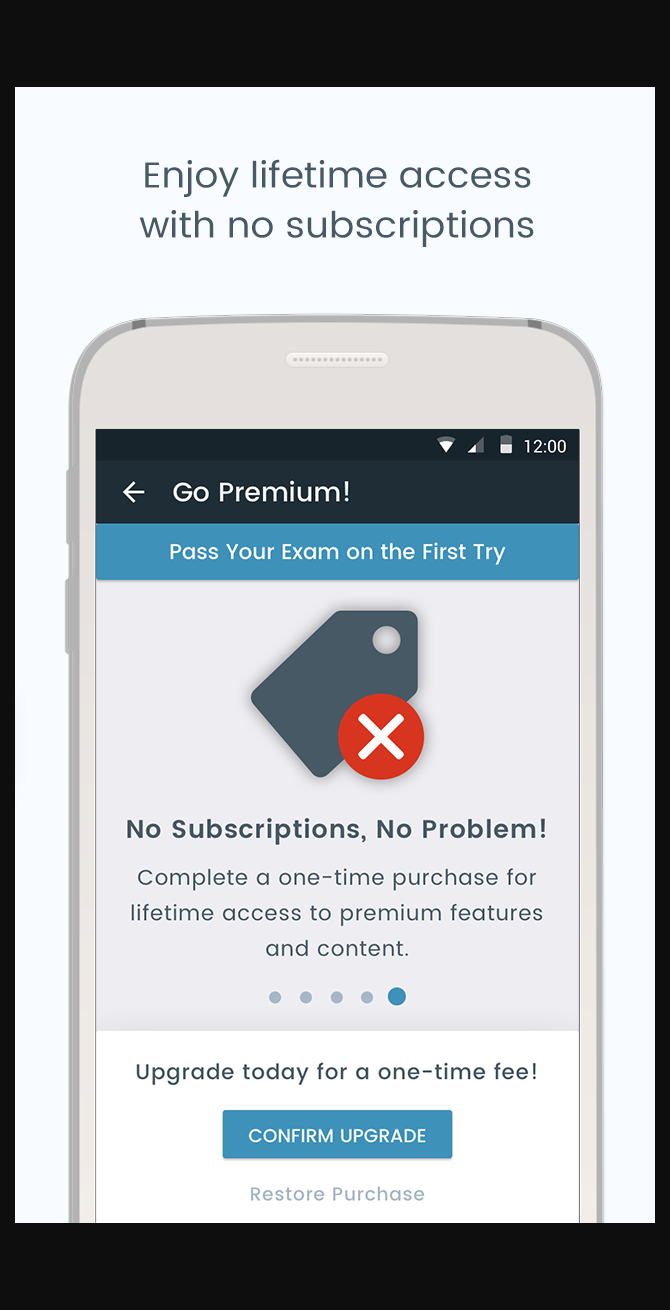 Enjoy lifetime access
with no subscriptions
12:00
Go Premium!
Pass Your Exam on the First Try
No Subscriptions, No Problem!
Complete a one-time purchase for
lifetime access to premium features
and content.
Upgrade today for a one-time fee!
CONFIRM UPGRADE
Restore Purchase